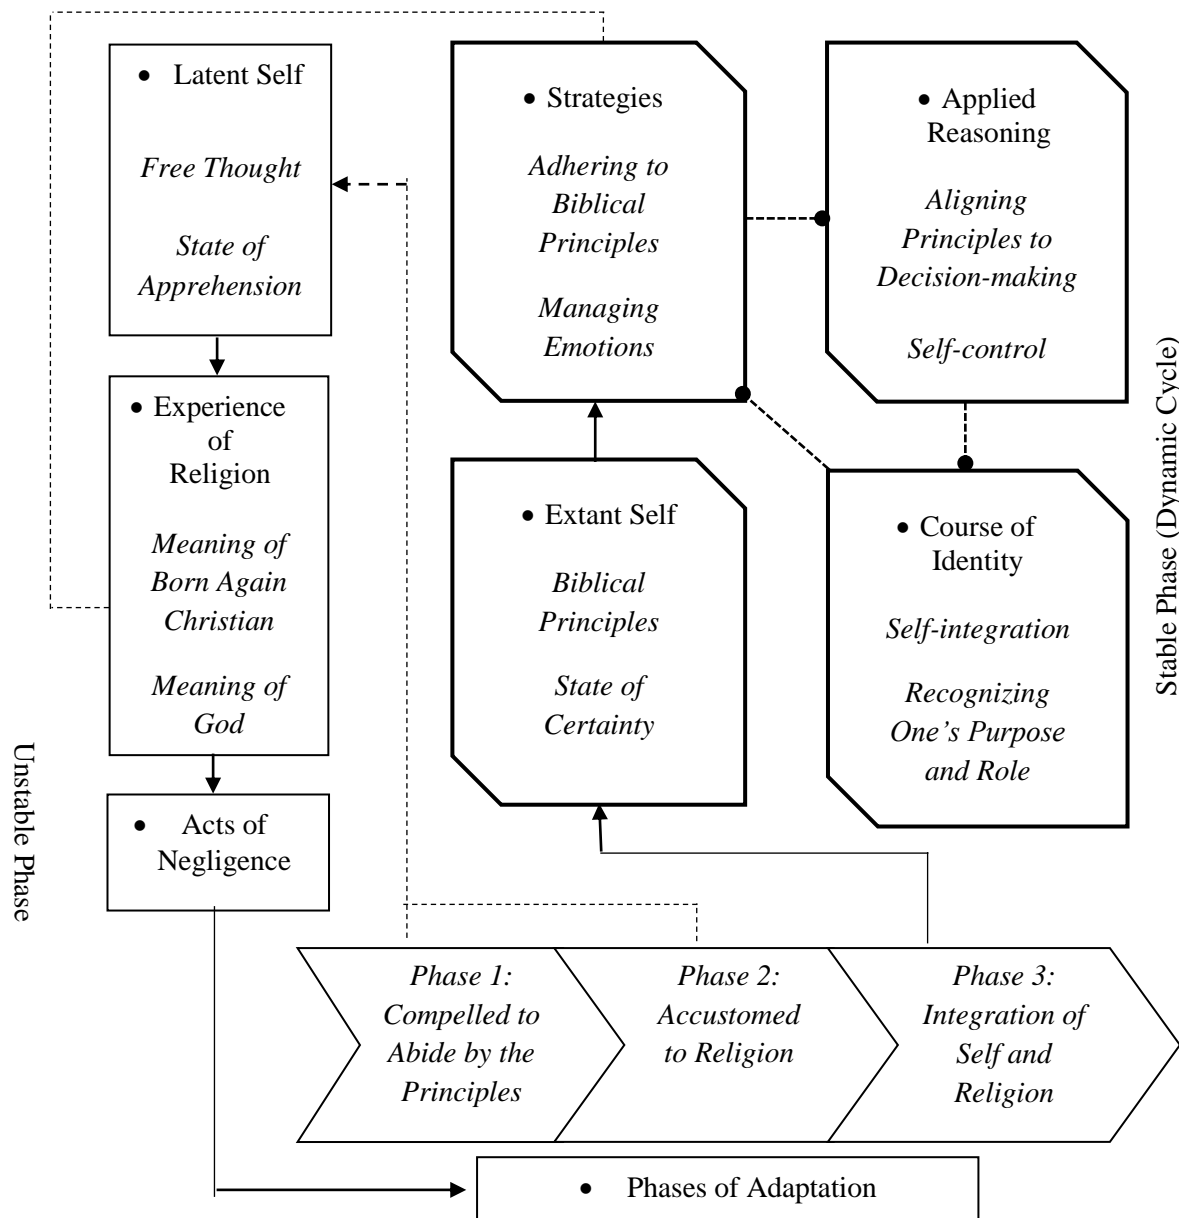 • Latent Self
Free Thought
State of
Apprehension
• Experience
of
Religion
Meaning of
Born Again
Christian
Meaning of
God
• Acts of
Negligence
Unstable Phase
• Strategies
Adhering to
Biblical
Principles
Managing
Emotions
• Applied
Reasoning
Aligning
Principles to
Decision-making
Self-control
• Extant Self
Biblical
Principles
State of
Certainty
• Course of
Identity
Self-integration
Recognizing
One’s Purpose
and Role
Stable Phase (Dynamic Cycle)
Phase 1:
Compelled to
Abide by the
Principles
Phase 2:
Accustomed
to Religion
Phase 3:
Integration of
Self and
Religion
• Phases of Adaptation